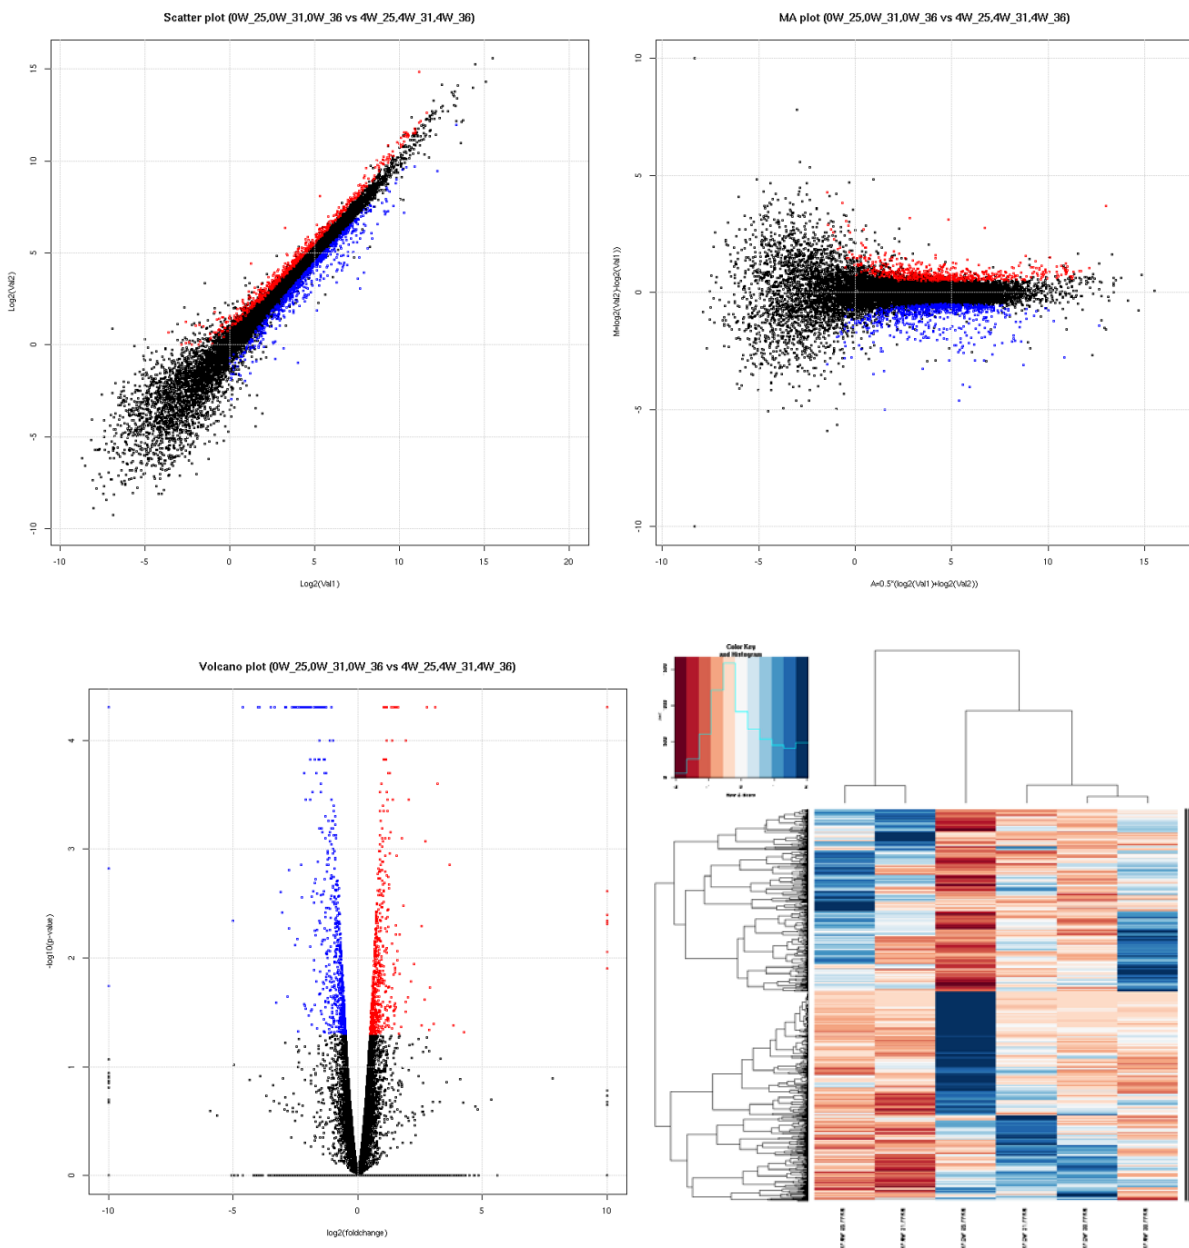 Scatter plot (0W_25,0W_31,0W_36 vs 4W_25,4W_31,4W_36)
Log2(Val2)
15
10
5
0
-5
-10
-10 -5 0 5 10 15 20
Log2(Val1)
MA plot (0W_25,0W_31,0W_36 vs 4W_25,4W_31,4W_36)
M=log2(Val2)-log2(Val1))
10
5
0
-5
-10
-10 -5 0 5 10 15
A=0.5*(log2(Val1)+log2(Val2))
Volcano plot (0W_25,0W_31,0W_36 vs 4W_25,4W_31,4W_36)
-log10(p-value)
4
3
2
1
0
-10 -5 0 5 10
log2(foldchange)
Color Key
and Histogram
Row Z-Score